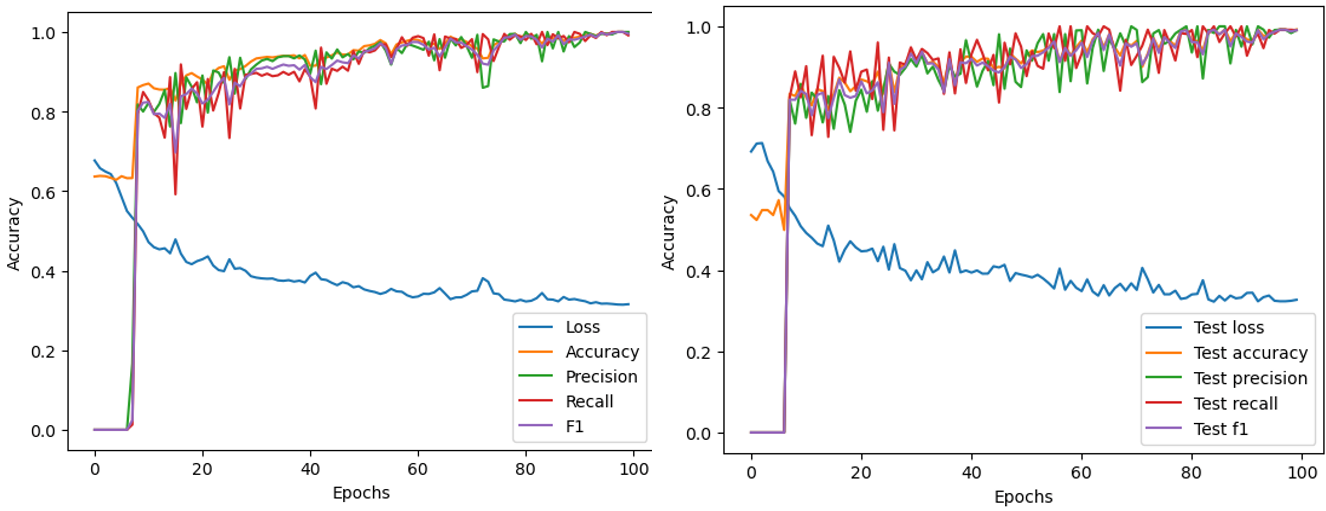 1.0
0.8
0.6
0.4
0.2
0.0
Accuracy
0 20 40 60 80 100
Epochs
Loss
Accuracy
Precision
Recall
F1
1.0
0.8
0.6
0.4
0.2
0.0
Accuracy
0 20 40 60 80 100
Epochs
Test loss
Test accuracy
Test precision
Test recall
Test f1